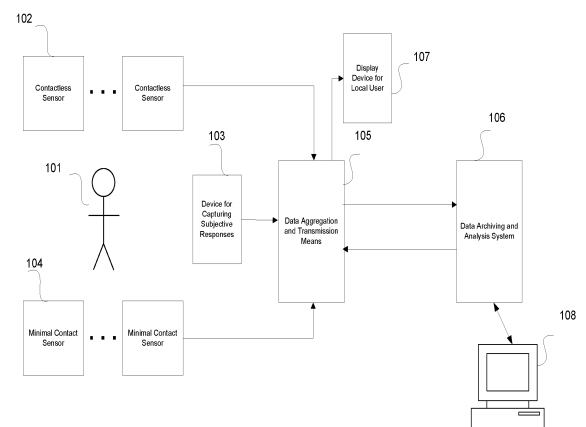 102
Contactless
Sensor
Contactless
Sensor
Display
Device for
Local User
107
103
105
106
101
Device for
Capturing
Subjective
Responses
Data Aggregation
and Transmission
Means
Data Archiving and
Analysis System
104
Minimal Contact
Sensor
Minimal Contact
Sensor
108